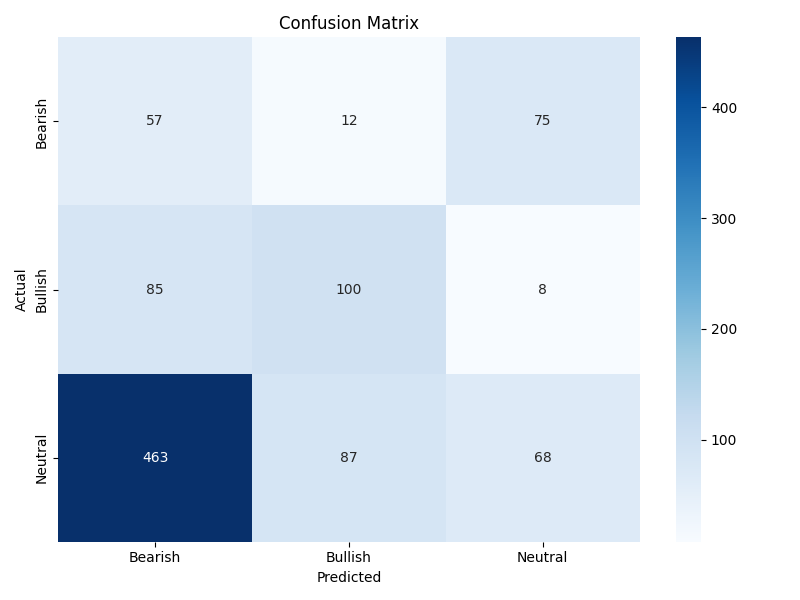 Confusion Matrix
Actual
Bearish
57 12 75
Bullish
85 100 8
Neutral
463 87 68
Bearish Bullish Neutral
Predicted
400
300
200
100